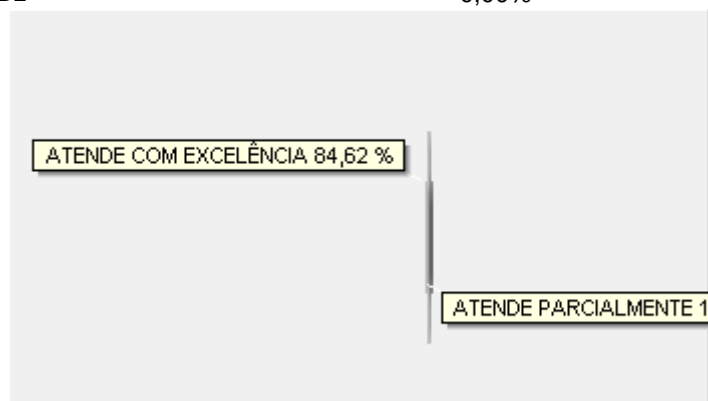 ATENDE COM EXCELÊNCIA 84,62 %
ATENDE PARCIALMENTE 1